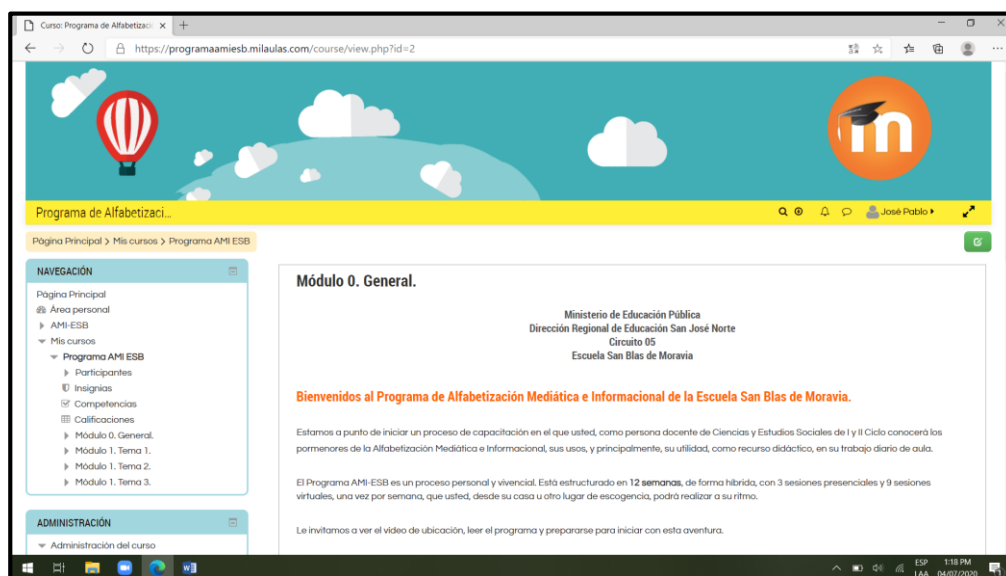 Curso: Programa de Alfabetizaci
https://programaamiesb.milaulas.com/course/view.php?id=2
m
Programa de Alfabetizaci...
José Pablo
Página Principal > Mis cursos > Programa AMI ESB
NAVEGACIÓN
Página Principal
Área personal
AMI-ESB
Mis cursos
Programa AMI ESB
Participantes
Insignias
Competencias
Calificaciones
Módulo 0. General.
Módulo 1. Tema 1.
Módulo 1. Tema 2.
Módulo 1. Tema 3.
ADMINISTRACIÓN
Administración del curso
Módulo 0. General.
Ministerio de Educación Pública
Dirección Regional de Educación San José Norte
Circuito 05
Escuela San Blas de Moravia
Bienvenidos al Programa de Alfabetización Mediática e Informacional de la Escuela San Blas de Moravia.
Estamos a punto de iniciar un proceso de capacitación en el que usted, como persona docente de Ciencias y Estudios Sociales de I y II Ciclo conocerá los
pormenores de la Alfabetización Mediática e Informacional, sus usos, y principalmente, su utilidad, como recurso didáctico, en su trabajo diario de aula.
El Programa AMI-ESB es un proceso personal y vivencial. Está estructurado en 12 semanas, de forma híbrida, con 3 sesiones presenciales y 9 sesiones
virtuales, una vez por semana, que usted, desde su casa u otro lugar de escogencia, podrá realizar a su ritmo.
Le invitamos a ver el video de ubicación, leer el programa y prepararse para iniciar con esta aventura.
ESP
LAA
1:18 PM
04/07/2020